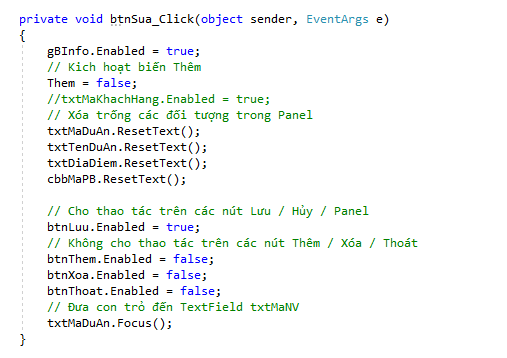 private void btnSua_Click(object sender, EventArgs e)
{
gBInfo.Enabled = true;
// Kich hoạt biến Thêm
Them = false;
//txtMaKhachHang.Enabled = true;
// Xóa trống các đối tượng trong Panel
txtMaDuAn.ResetText();
txtTenDuAn.ResetText();
txtDiaDiem.ResetText();
cbbMaPB.ResetText();
// Cho thao tác trên các nút Lưu / Hủy / Panel
btnLuu.Enabled = true;
// Không cho thao tác trên các nút Thêm / Xóa / Thoát
btnThem.Enabled = false;
btnXoa.Enabled = false;
btnThoat.Enabled = false;
// Đưa con trỏ đến TextField txtMaNV
txtMaDuAn.Focus();
}